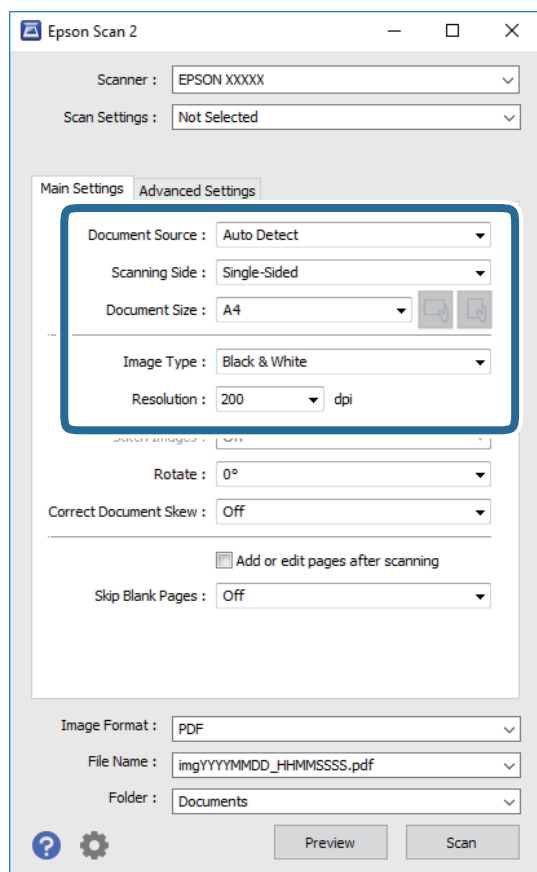 Epson Scan 2
Scanner : EPSON XXXXX
Scan Settings : Not Selected
Main Settings Advanced Settings
Document Source : Auto Detect
Scanning Side : Single-Sided
Document Size : A4
Image Type : Black & White
Resolution : 200 dpi
Stitch Images : Off
Rotate : 0°
Correct Document Skew : Off
Add or edit pages after scanning
Skip Blank Pages : Off
Image Format : PDF
File Name : imgYYYYMMDD_HHMMSSSS.pdf
Folder : Documents
? Preview Scan